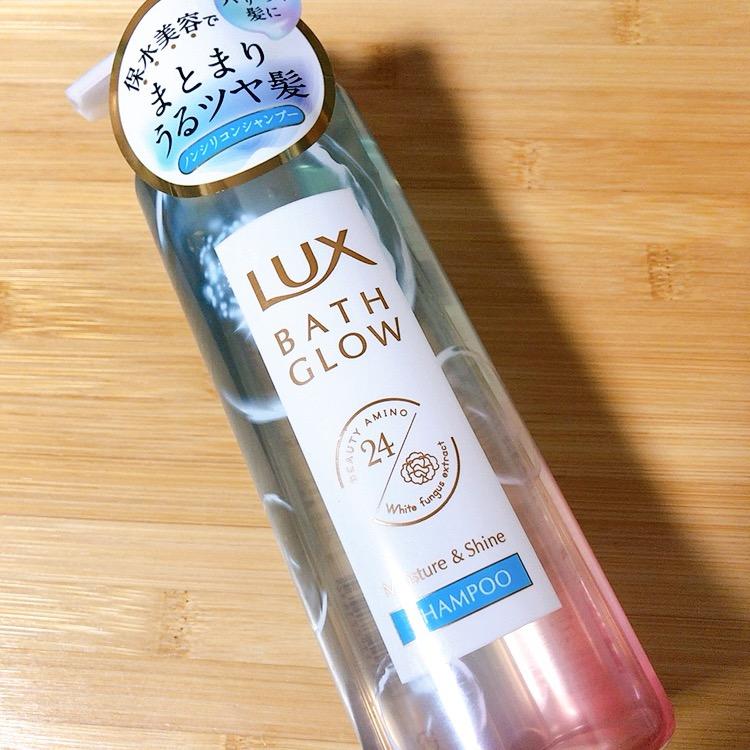 髪に
保水美容で
まとまり
うるツヤ髪
ノンシリコンシャンプー
LUX
BATH
GLOW
BEAUTY AMINO
24
White fungus extract
Moisture & Shine
SHAMPOO